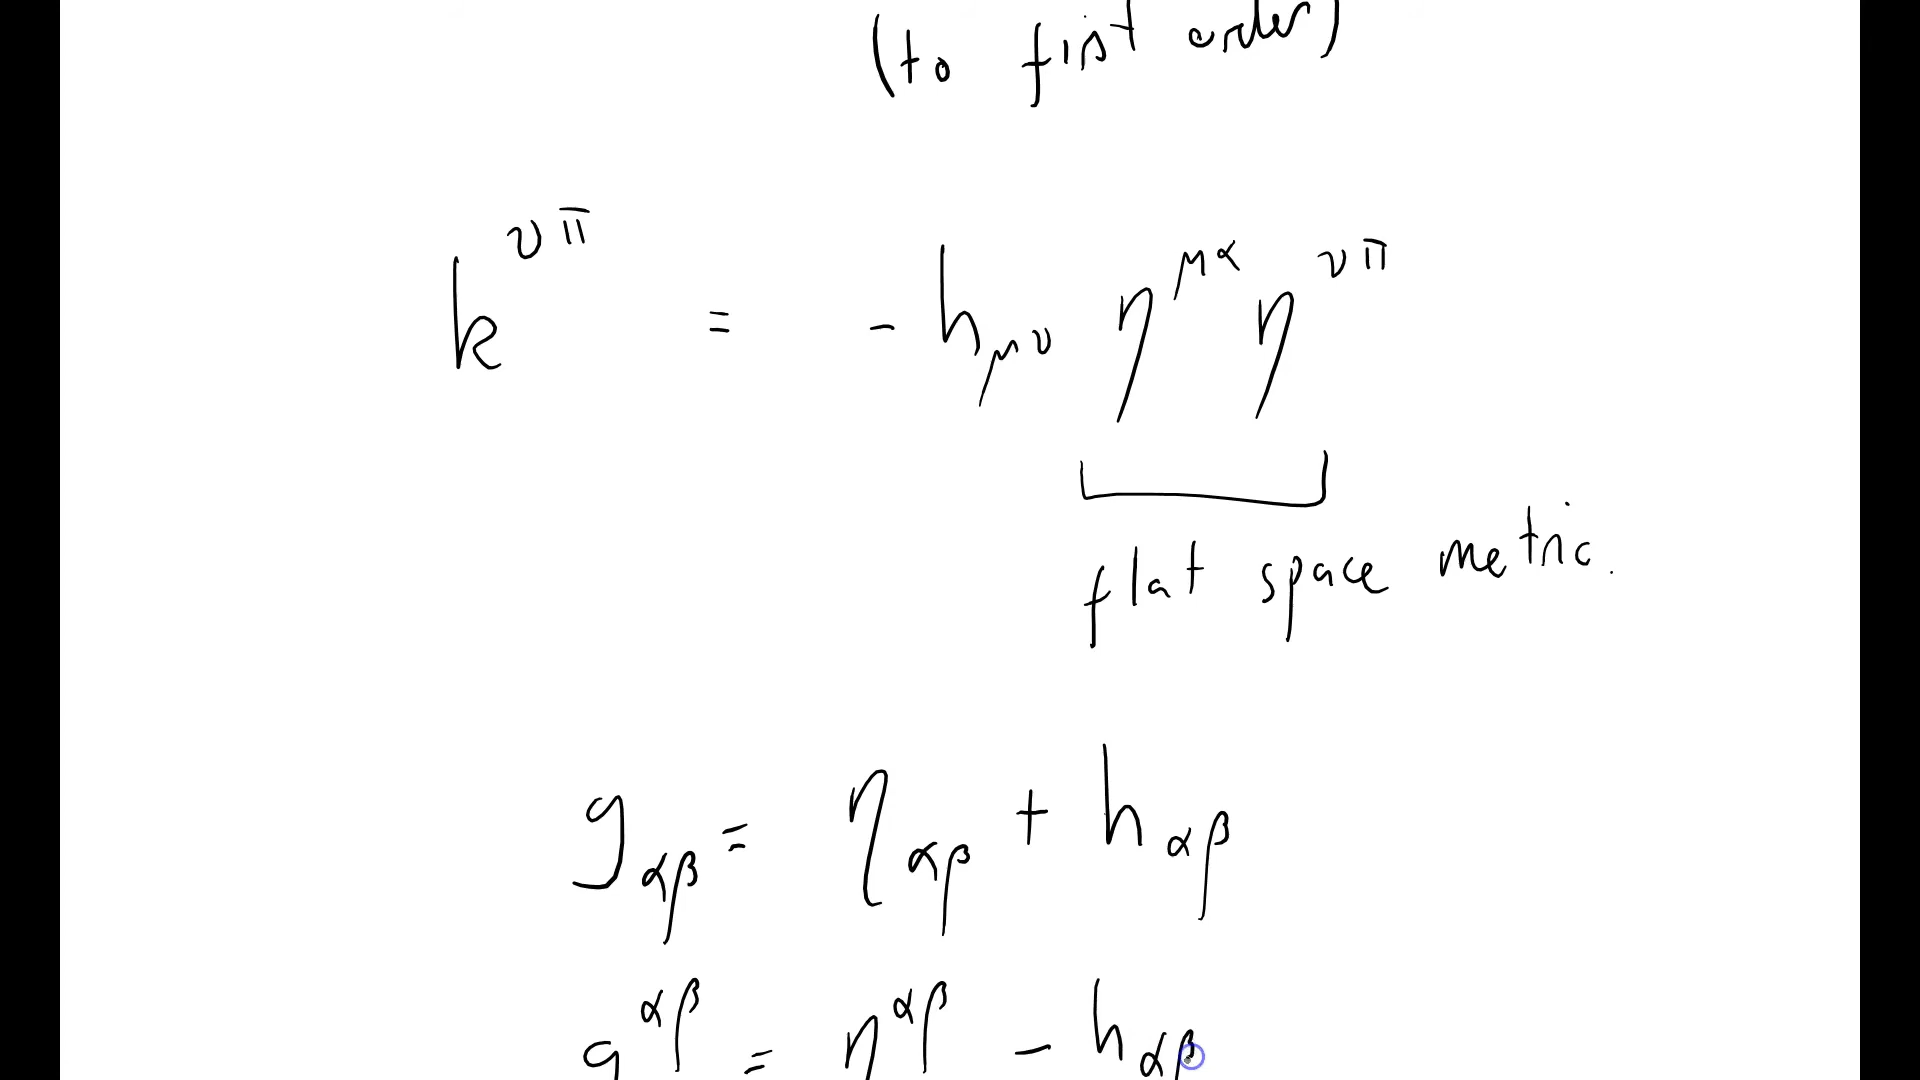 (to first order)
k^{νπ} = - h_{μν} η^{μα} η^{νπ}
flat space metric.
g_{αβ} = η_{αβ} + h_{αβ}
g^{αβ} = η^{αβ} - h_{αβ}